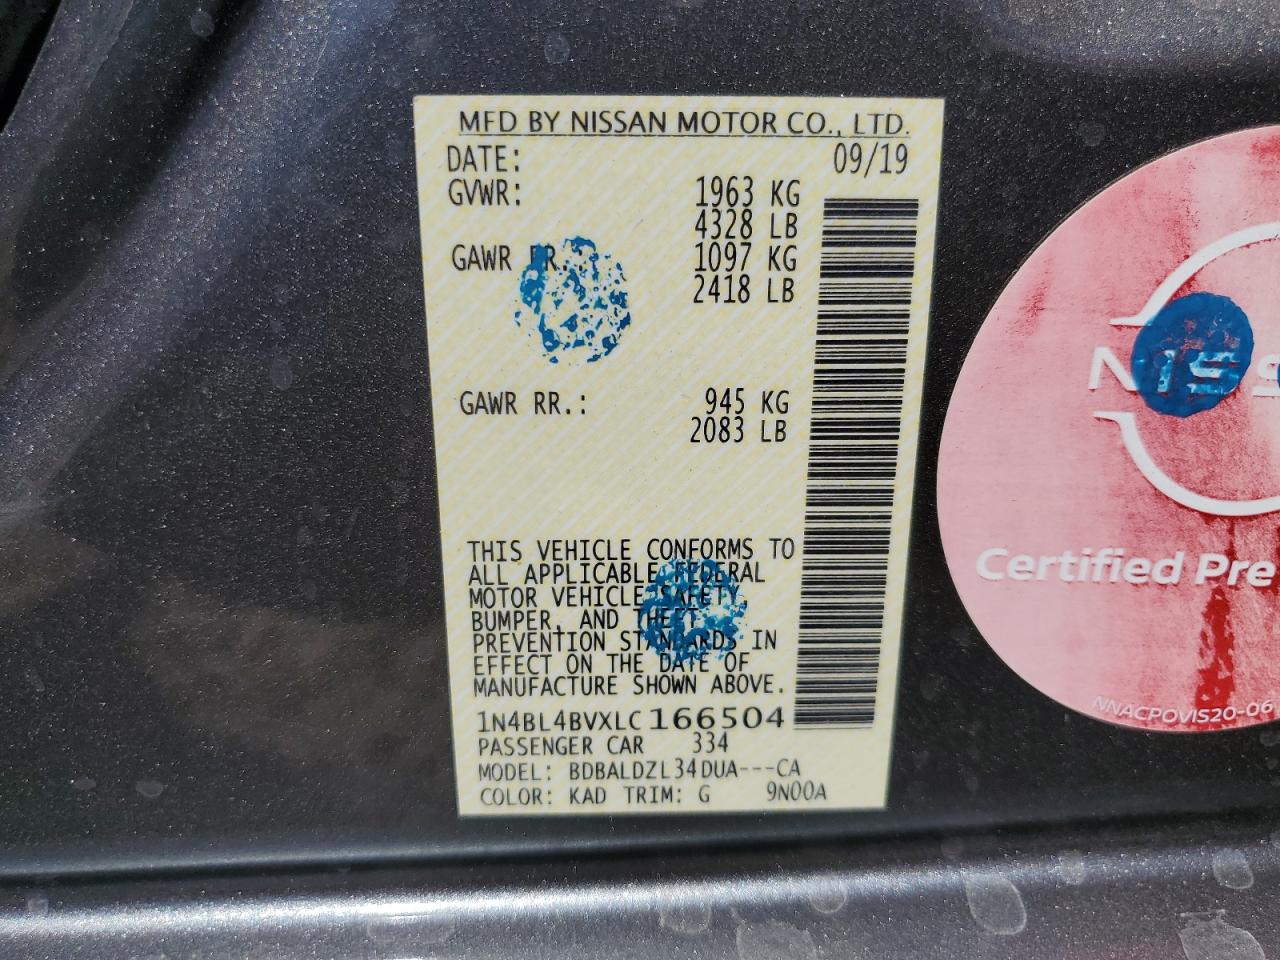 MFD BY NISSAN MOTOR CO., LTD.
DATE: 09/19
GVWR: 1963 KG
4328 LB
GAWR 1097 KG
2418 LB
GAWR RR.: 945 KG
2083 LB
THIS VEHICLE CONFORMS TO
ALL APPLICABLE FEDERAL
MOTOR VEHICLE SAFETY,
BUMPER, AND THEFT
PREVENTION STANDARDS IN
EFFECT ON THE DATE OF
MANUFACTURE SHOWN ABOVE.
1N4BL4BVXLC166504
PASSENGER CAR 334
MODEL: BDBALDZL34DUA---CA
COLOR: KAD TRIM: G 9N00A
NISS
Certified Pre
NNACPOVIS20-06